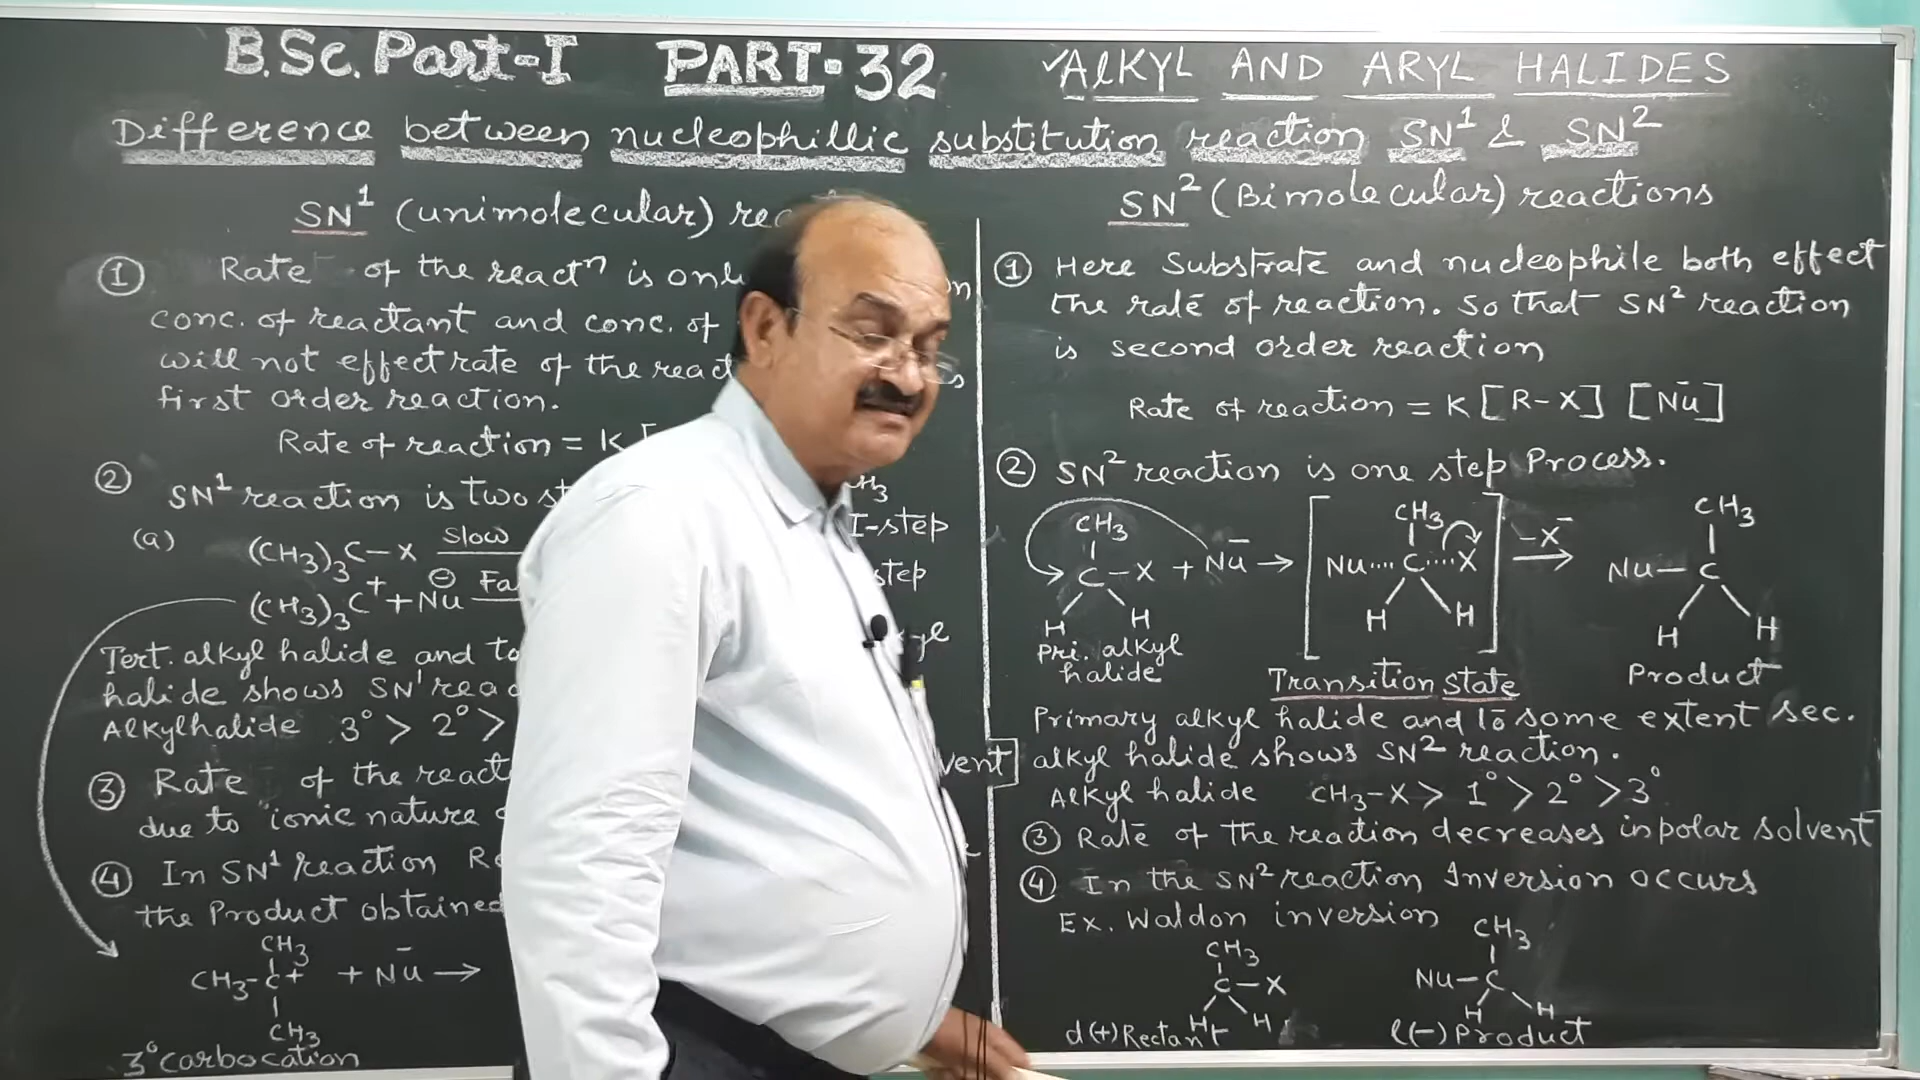 B.Sc. Part-I PART-32 ✓AlKYL AND ARYL HALIDES
Difference between nucleophillic substitution reaction SN¹ & SN²
SN¹ (unimolecular)
① Rate of the reactⁿ is
conc. of reactant and conc. of
will not effect rate of the
first order reaction.
Rate of reaction = K [
② SN¹ reaction is two
(a) (CH₃)₃C–X Slow I-step
(CH₃)₃C⁺ + Nu⊖ step
Tert. alkyl halide and to
halide shows SN¹
Alkylhalide 3° > 2° >
③ Rate of the
due to ionic nature
④ In SN¹ reaction
the Product obtained
CH₃
CH₃–C+ + Nu⁻ →
CH₃
3° carbocation
SN² (Bimolecular) reactions
① Here Substrate and nucleophile both effect
the rate of reaction. so that SN² reaction
is second order reaction
Rate of reaction = K [R–X] [Nu⁻]
② SN² reaction is one step Process.
CH₃ CH₃ CH₃
C–X + Nu⁻ → [Nu....C....X] –X⁻ → Nu–C
H H H H H H
Pri. alkyl
halide Transition State Product
Primary alkyl halide and to some extent sec.
alkyl halide shows SN² reaction.
Alkyl halide CH₃–X > 1° > 2° > 3°
③ Rate of the reaction decreases in polar solvent
④ In the SN² reaction Inversion occurs
Ex. Waldon inversion
CH₃ CH₃
C–X Nu–C
H H H H
d(+)Rectant l(–)Product